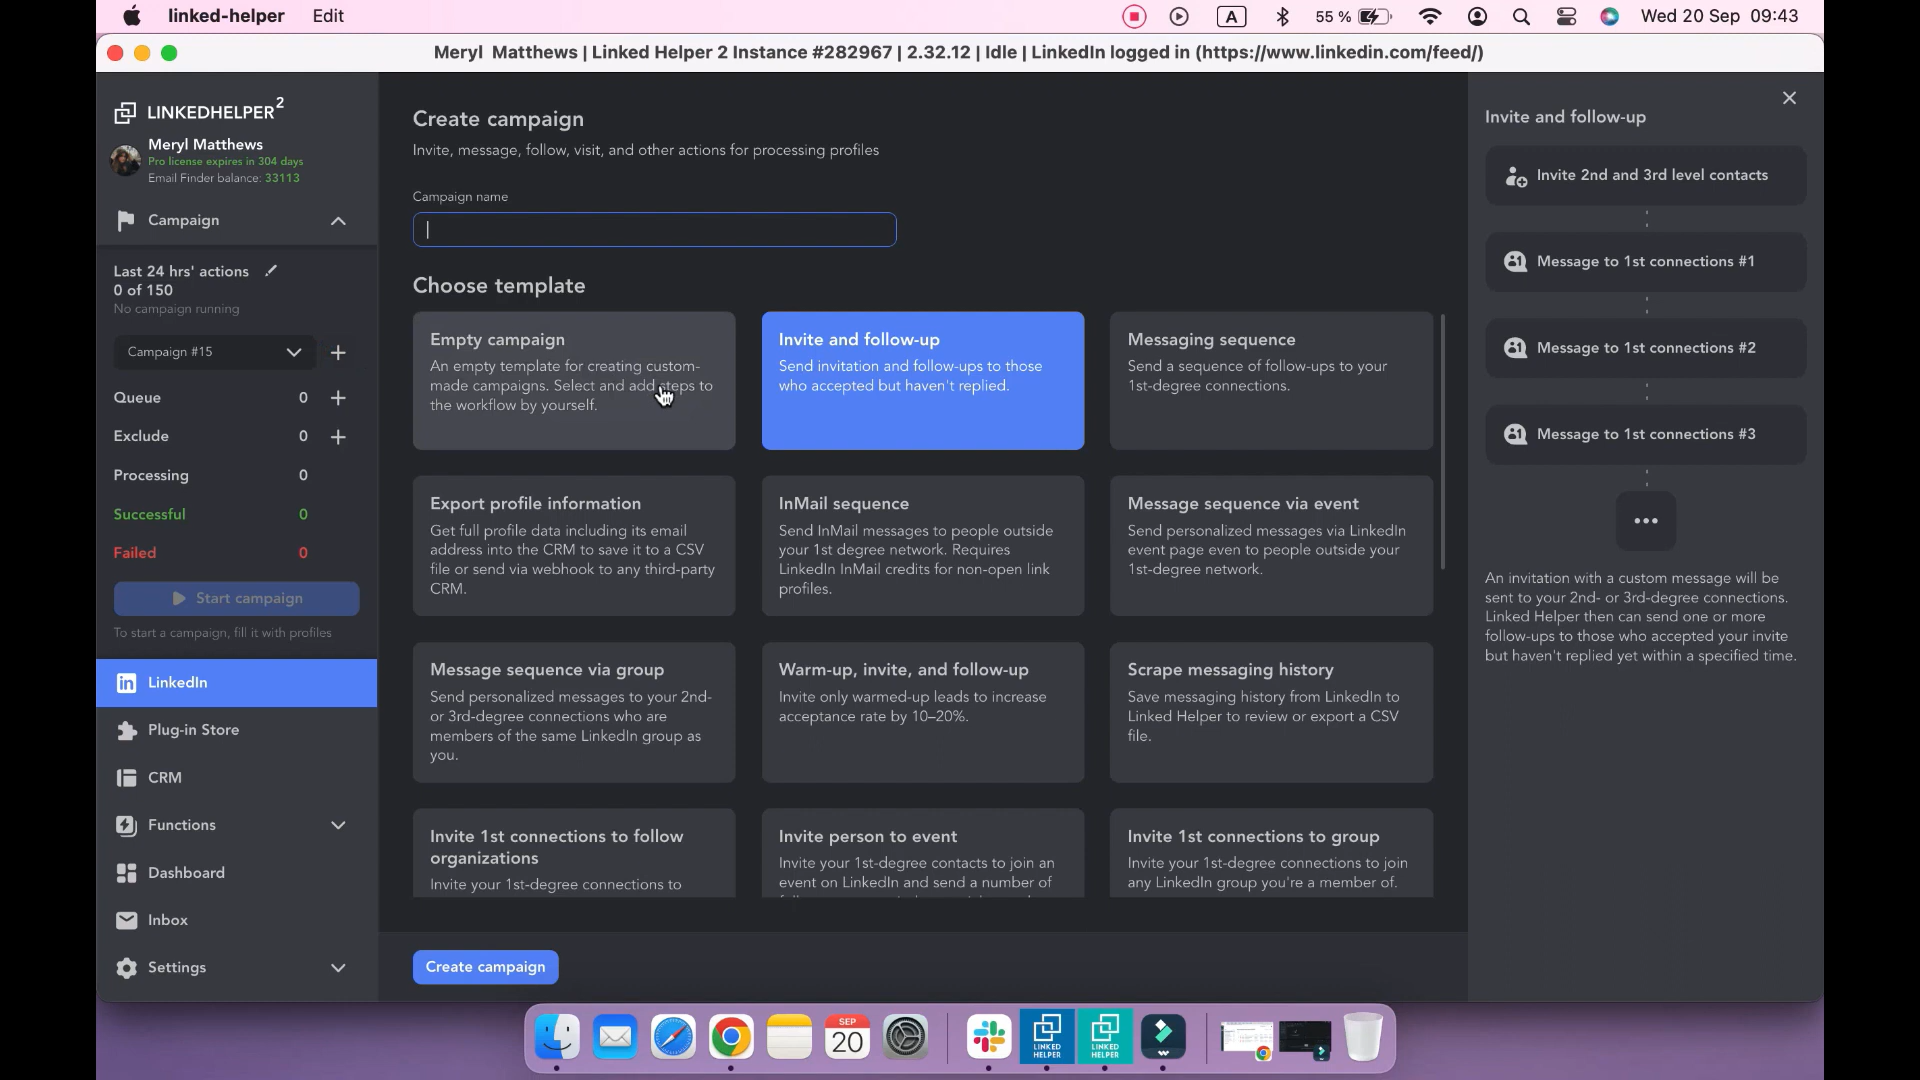 linked-helper Edit A 55 % Wed 20 Sep 09:43
Meryl Matthews | Linked Helper 2 Instance #282967 | 2.32.12 | Idle | LinkedIn logged in (https://www.linkedin.com/feed/)
LINKEDHELPER2
Meryl Matthews
Pro license expires in 304 days
Email Finder balance: 33113
Campaign
Last 24 hrs' actions
0 of 150
No campaign running
Campaign #15
Queue 0
Exclude 0
Processing 0
Successful 0
Failed 0
Start campaign
To start a campaign, fill it with profiles
LinkedIn
Plug-in Store
CRM
Functions
Dashboard
Inbox
Settings
Create campaign
Invite, message, follow, visit, and other actions for processing profiles
Campaign name
Choose template
Empty campaign
An empty template for creating custom-
made campaigns. Select and add steps to
the workflow by yourself.
Invite and follow-up
Send invitation and follow-ups to those
who accepted but haven't replied.
Messaging sequence
Send a sequence of follow-ups to your
1st-degree connections.
Export profile information
Get full profile data including its email
address into the CRM to save it to a CSV
file or send via webhook to any third-party
CRM.
InMail sequence
Send InMail messages to people outside
your 1st degree network. Requires
LinkedIn InMail credits for non-open link
profiles.
Message sequence via event
Send personalized messages via LinkedIn
event page even to people outside your
1st-degree network.
Message sequence via group
Send personalized messages to your 2nd-
or 3rd-degree connections who are
members of the same LinkedIn group as
you.
Warm-up, invite, and follow-up
Invite only warmed-up leads to increase
acceptance rate by 10–20%.
Scrape messaging history
Save messaging history from LinkedIn to
Linked Helper to review or export a CSV
file.
Invite 1st connections to follow
organizations
Invite your 1st-degree connections to
Invite person to event
Invite your 1st-degree contacts to join an
event on LinkedIn and send a number of
Invite 1st connections to group
Invite your 1st-degree connections to join
any LinkedIn group you're a member of.
Create campaign
Invite and follow-up
Invite 2nd and 3rd level contacts
Message to 1st connections #1
Message to 1st connections #2
Message to 1st connections #3
An invitation with a custom message will be
sent to your 2nd- or 3rd-degree connections.
Linked Helper then can send one or more
follow-ups to those who accepted your invite
but haven't replied yet within a specified time.
SEP
20
LINKED
HELPER
LINKED
HELPER